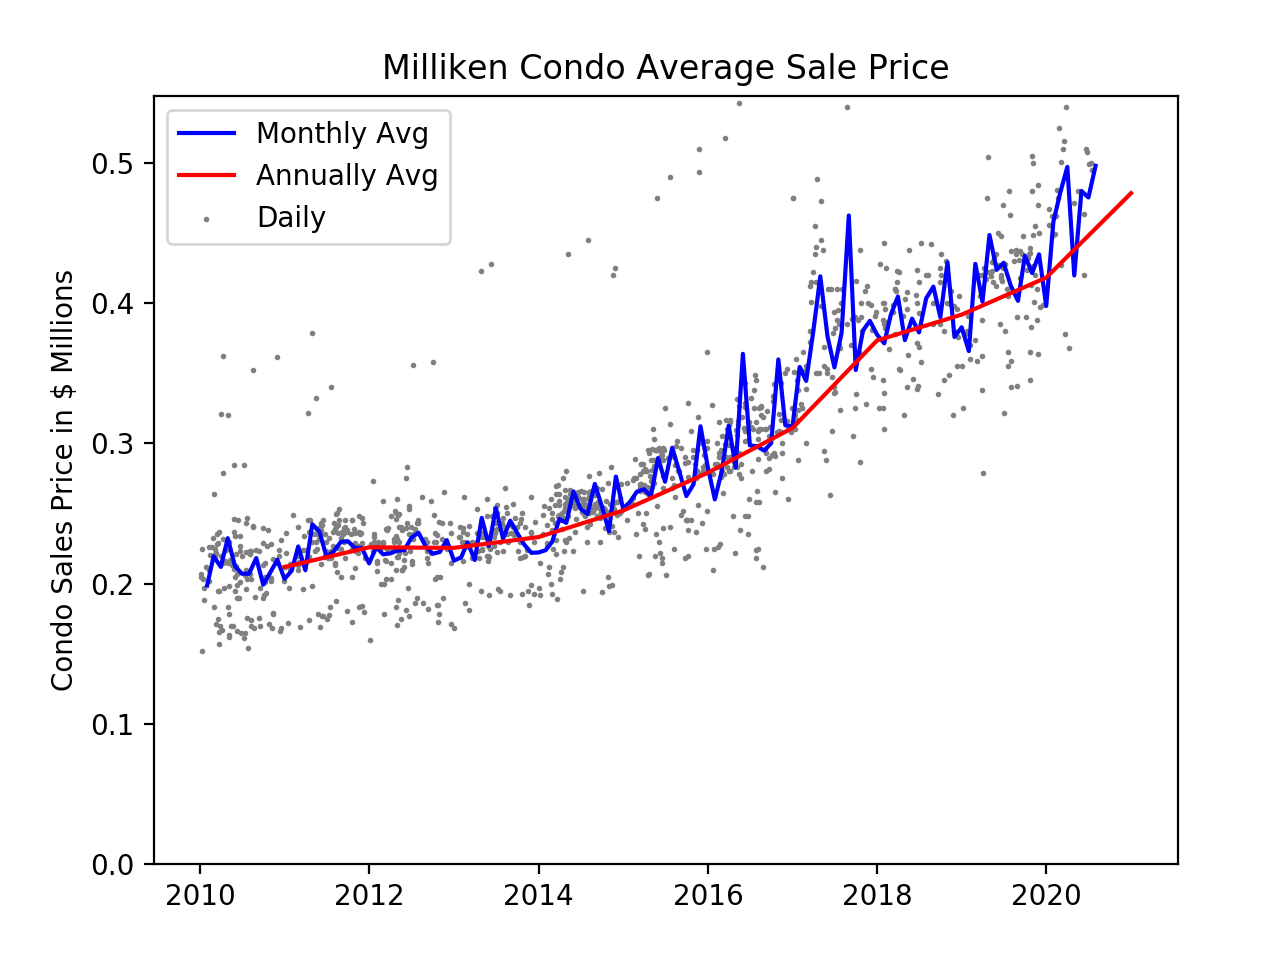 Milliken Condo Average Sale Price
Monthly Avg
Annually Avg
Daily
Condo Sales Price in $ Millions
0.5
0.4
0.3
0.2
0.1
0.0
2010 2012 2014 2016 2018 2020